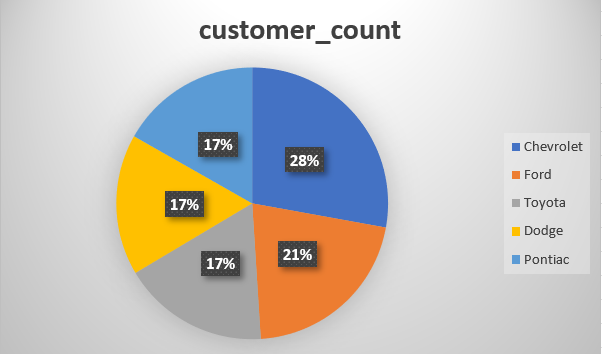 customer_count
17%
28%
17%
17%
21%
Chevrolet
Ford
Toyota
Dodge
Pontiac